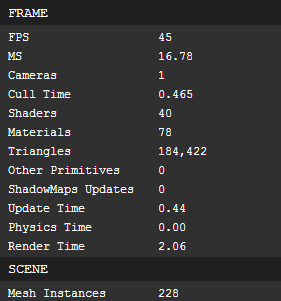 FRAME
FPS 45
MS 16.78
Cameras 1
Cull Time 0.465
Shaders 40
Materials 78
Triangles 184,422
Other Primitives 0
ShadowMaps Updates 0
Update Time 0.44
Physics Time 0.00
Render Time 2.06
SCENE
Mesh Instances 228